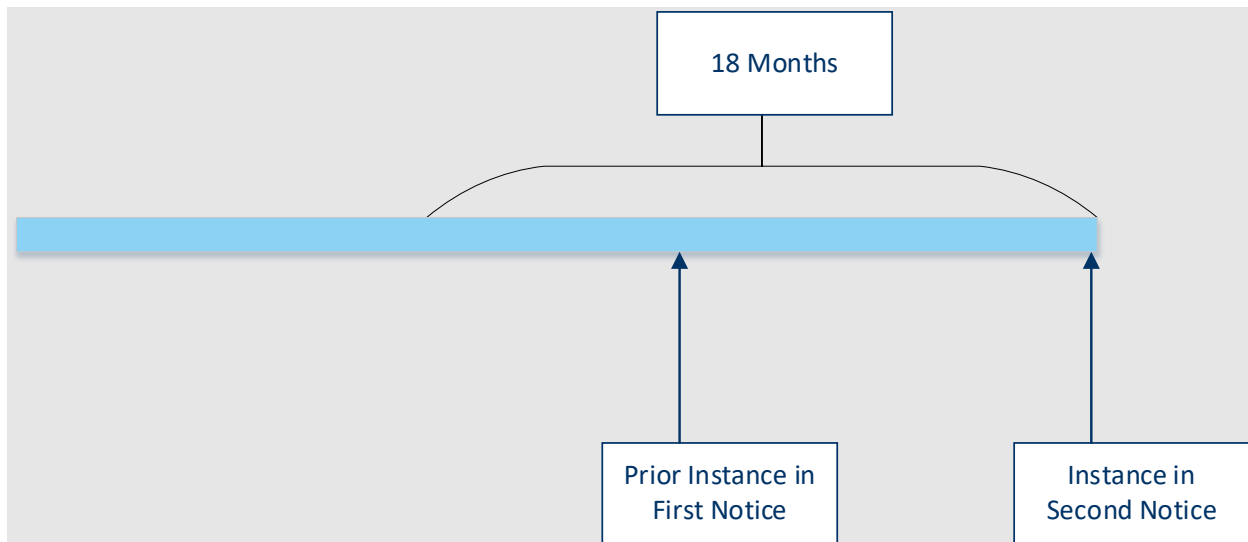 18 Months
Prior Instance in
First Notice
Instance in
Second Notice